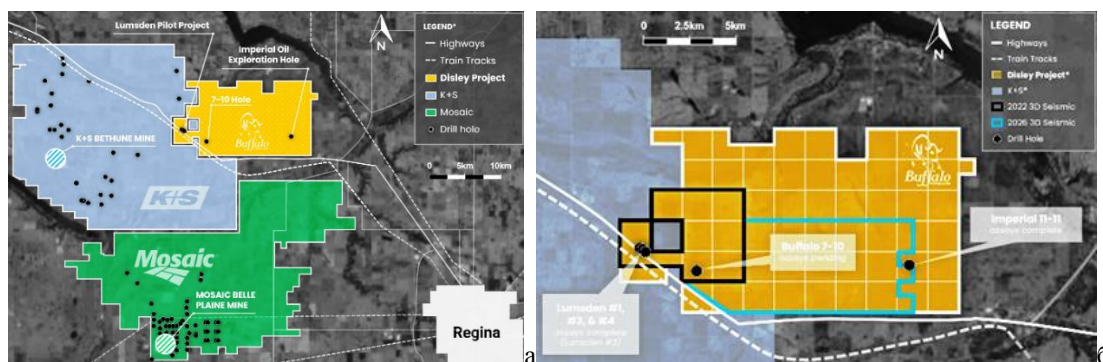 Lumsden Pilot Project
Imperial Oil
Exploration Hole
7-10 Hole
Buffalo
K+S BETHUNE MINE
K+S
Mosaic
MOSAIC BELLE
PLAINE MINE
Regina
N
LEGEND*
Highways
Train Tracks
Disley Project
K+S
Mosaic
Drill hole
0 5km 10km
а
0 2.5km 5km
N
LEGEND
Highways
Train Tracks
Disley Project*
K+S*
2022 3D Seismic
2026 3D Seismic
Drill Hole
Buffalo
Imperial 11-11
assays complete
Buffalo 7-10
assays pending
Lumsden #1,
#3, & #4
assays complete
(Lumsden #3)
б